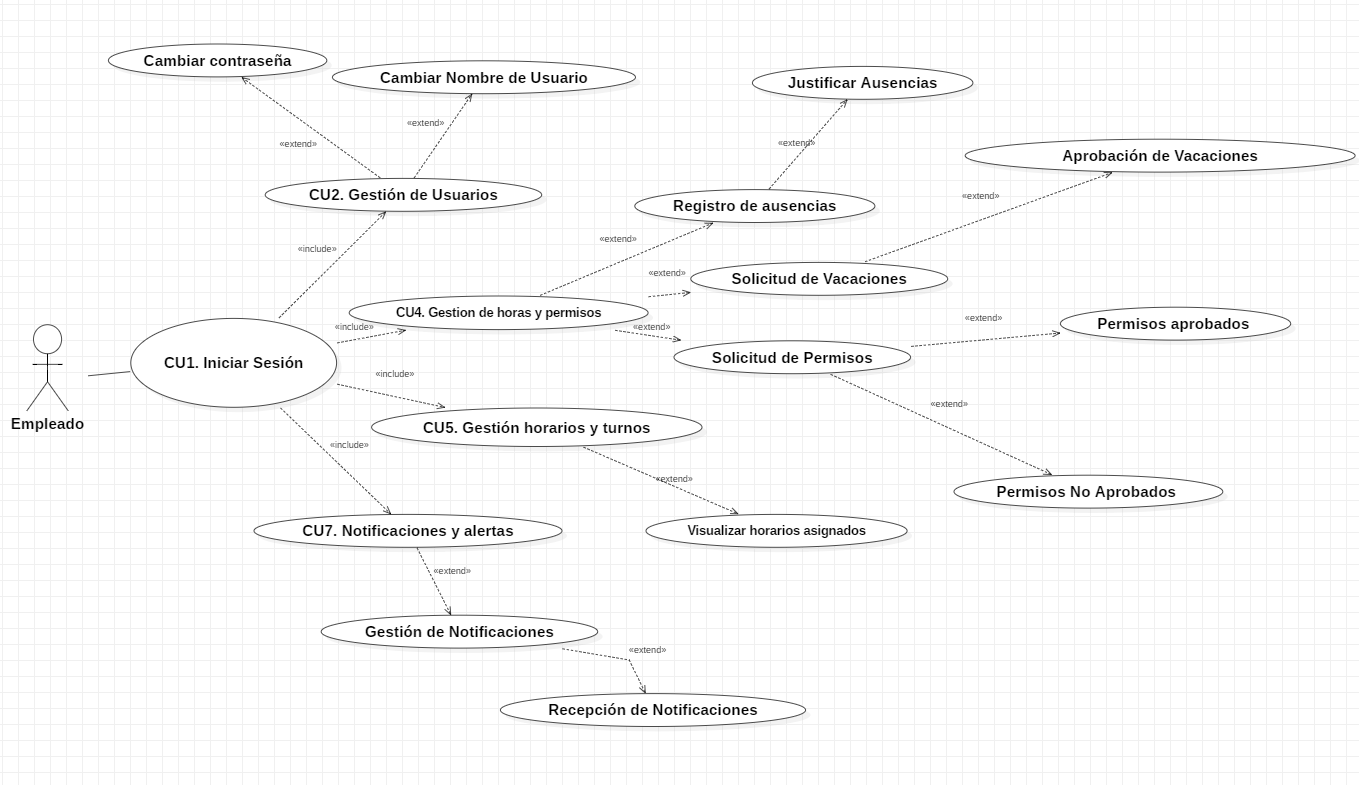 Cambiar contraseña
Cambiar Nombre de Usuario
Justificar Ausencias
«extend»
«extend»
«extend»
Aprobación de Vacaciones
CU2. Gestión de Usuarios
«extend»
Registro de ausencias
«include»
«extend»
«extend»
Solicitud de Vacaciones
CU4. Gestion de horas y permisos
«include»
«extend»
«extend»
Permisos aprobados
CU1. Iniciar Sesión
Solicitud de Permisos
«include»
«extend»
Empleado
CU5. Gestión horarios y turnos
«include»
«extend»
Permisos No Aprobados
CU7. Notificaciones y alertas
Visualizar horarios asignados
«extend»
Gestión de Notificaciones
«extend»
Recepción de Notificaciones